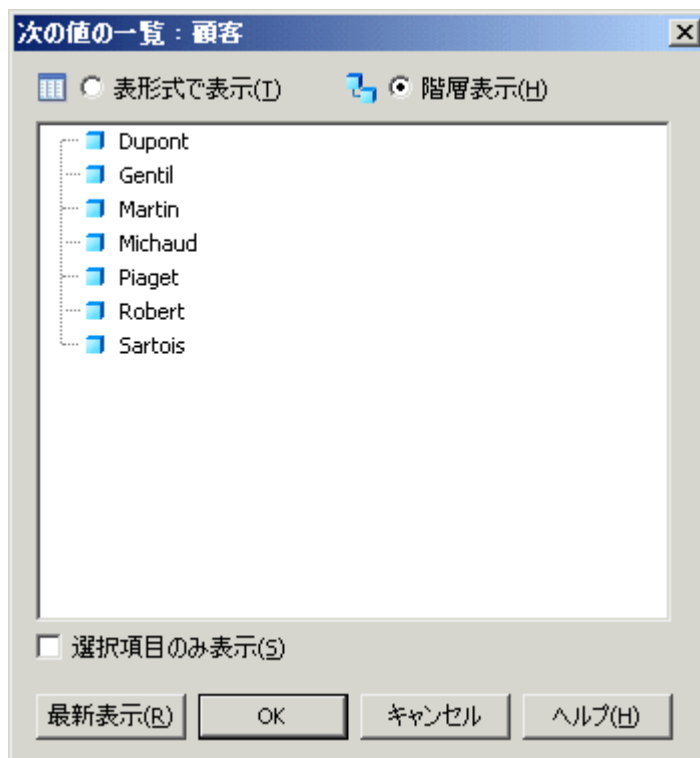 次の値の一覧：顧客
表形式で表示(T) 階層表示(H)
Dupont
Gentil
Martin
Michaud
Piaget
Robert
Sartois
選択項目のみ表示(S)
最新表示(R) OK キャンセル ヘルプ(H)